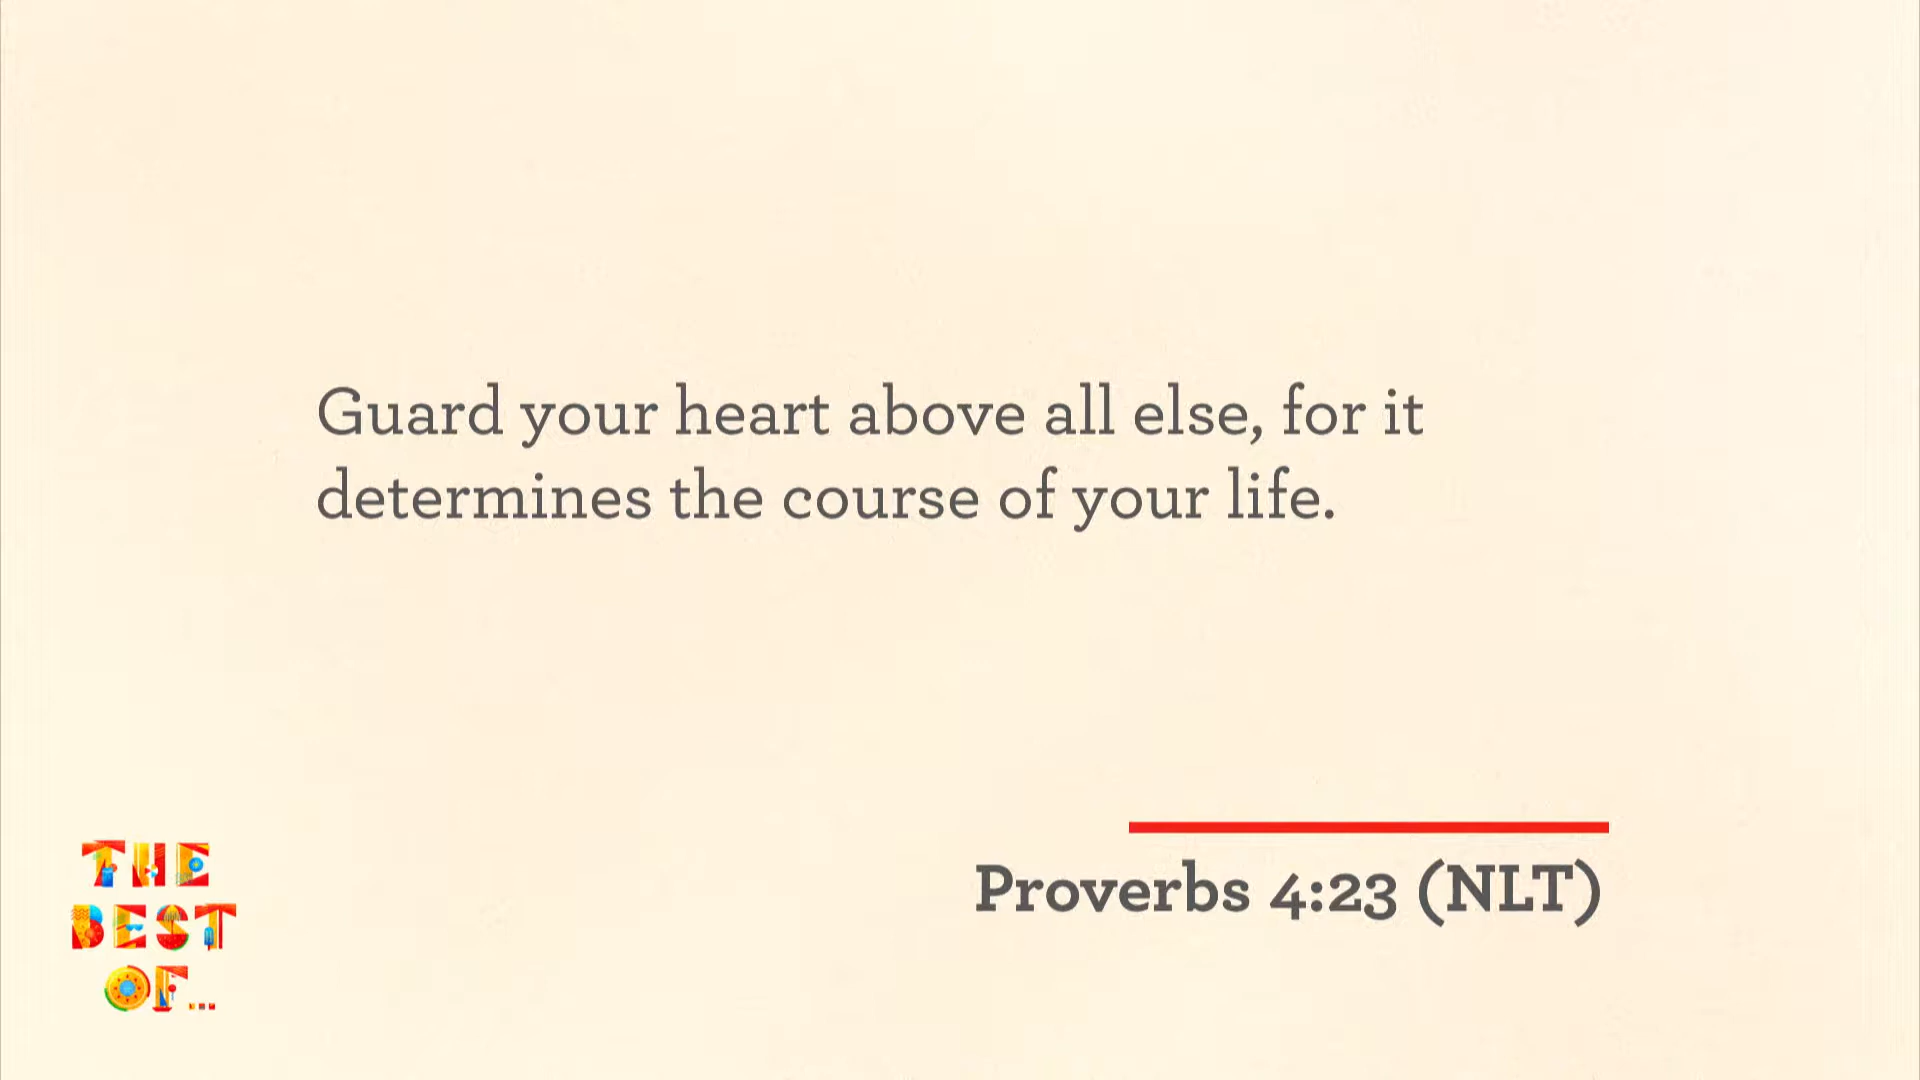 Guard your heart above all else, for it
determines the course of your life.
Proverbs 4:23 (NLT)
THE
BEST
OF...